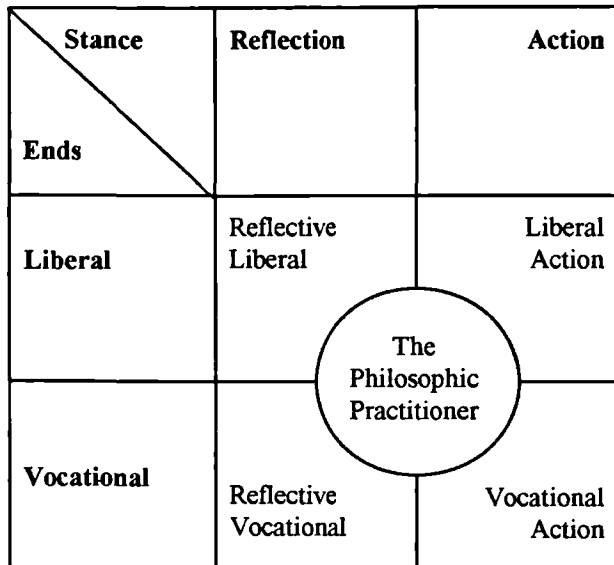 Stance
Reflection
Action
Ends
Liberal
Reflective
Liberal
Liberal
Action
The
Philosophic
Practitioner
Vocational
Reflective
Vocational
Vocational
Action